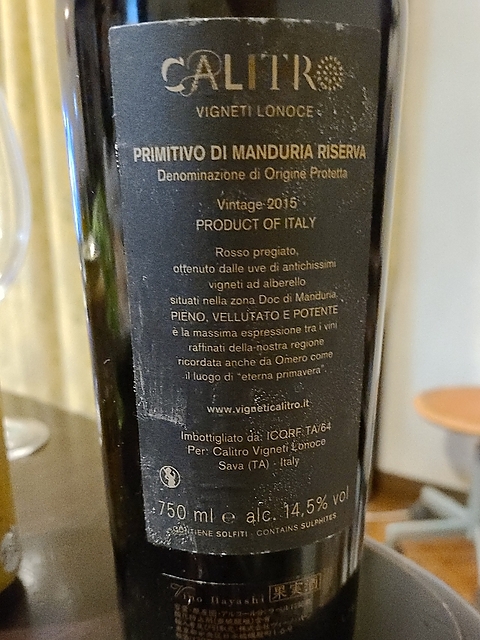 CALITRO
VIGNETI LONOCE
PRIMITIVO DI MANDURIA RISERVA
Denominazione di Origine Protetta
Vintage 2015
PRODUCT OF ITALY
Rosso pregiato,
ottenuto dalle uve di antichissimi
vigneti ad alberello
situati nella zona Doc di Manduria.
PIENO, VELLUTATO E POTENTE
è la massima espressione tra i vini
raffinati della nostra regione
ricordata anche da Omero come
il luogo di "eterna primavera"
www.vigneticalitro.it
Imbottigliato da: ICQRF TA/64
Per: Calitro Vigneti Lonoce
Sava (TA) - Italy
750 ml e alc. 14,5% vol
CONTIENE SOLFITI - CONTAINS SULPHITES
Vino Hayashi 果実酒